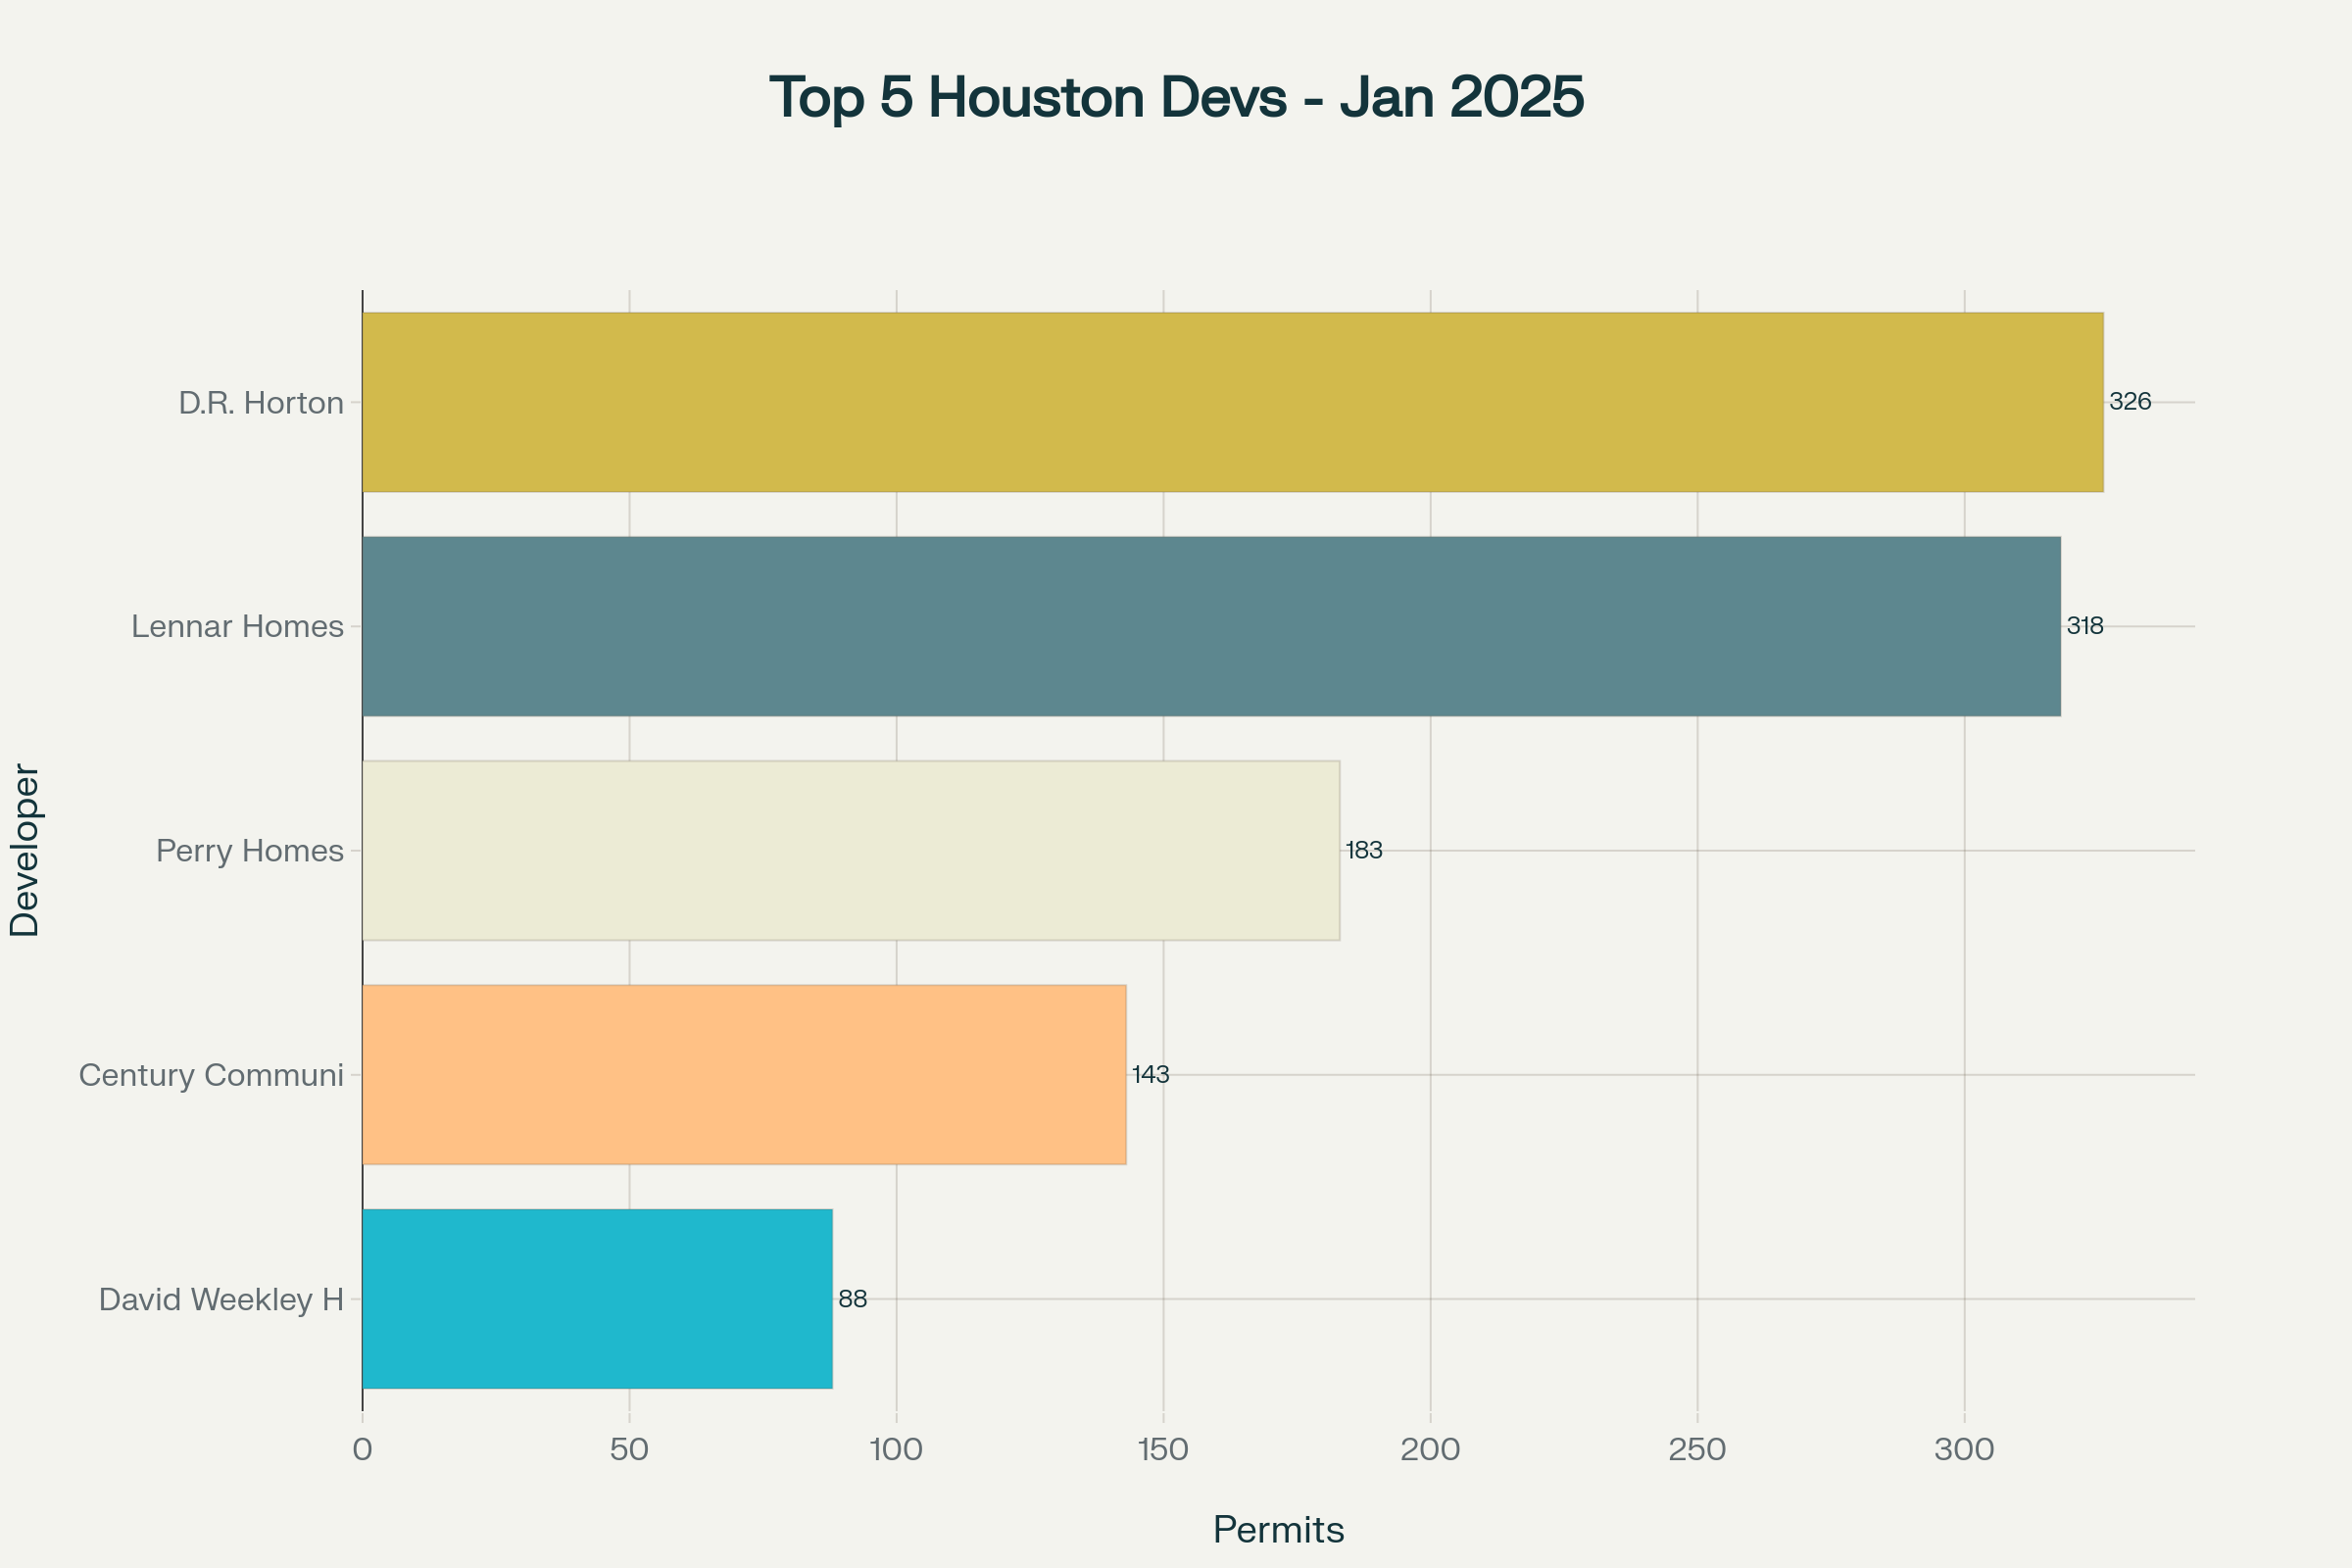 Top 5 Houston Devs - Jan 2025
D.R. Horton
326
Lennar Homes
318
Perry Homes
183
Century Communi
143
David Weekley H
88
Developer
0 50 100 150 200 250 300
Permits